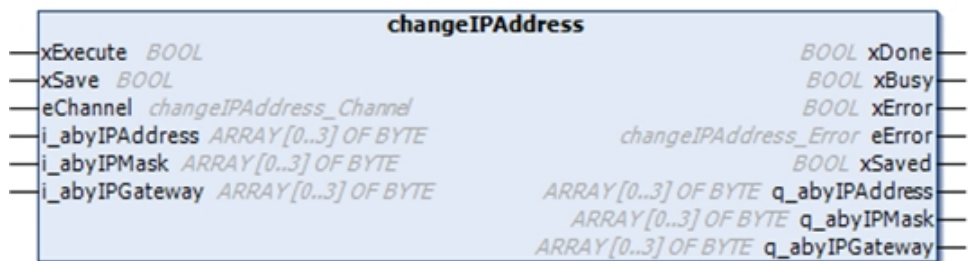 changeIPAddress
xExecute BOOL BOOL xDone
xSave BOOL BOOL xBusy
eChannel changeIPAddress_Channel BOOL xError
i_abyIPAddress ARRAY [0..3] OF BYTE changeIPAddress_Error eError
i_abyIPMask ARRAY [0..3] OF BYTE BOOL xSaved
i_abyIPGateway ARRAY [0..3] OF BYTE ARRAY [0..3] OF BYTE q_abyIPAddress
ARRAY [0..3] OF BYTE q_abyIPMask
ARRAY [0..3] OF BYTE q_abyIPGateway